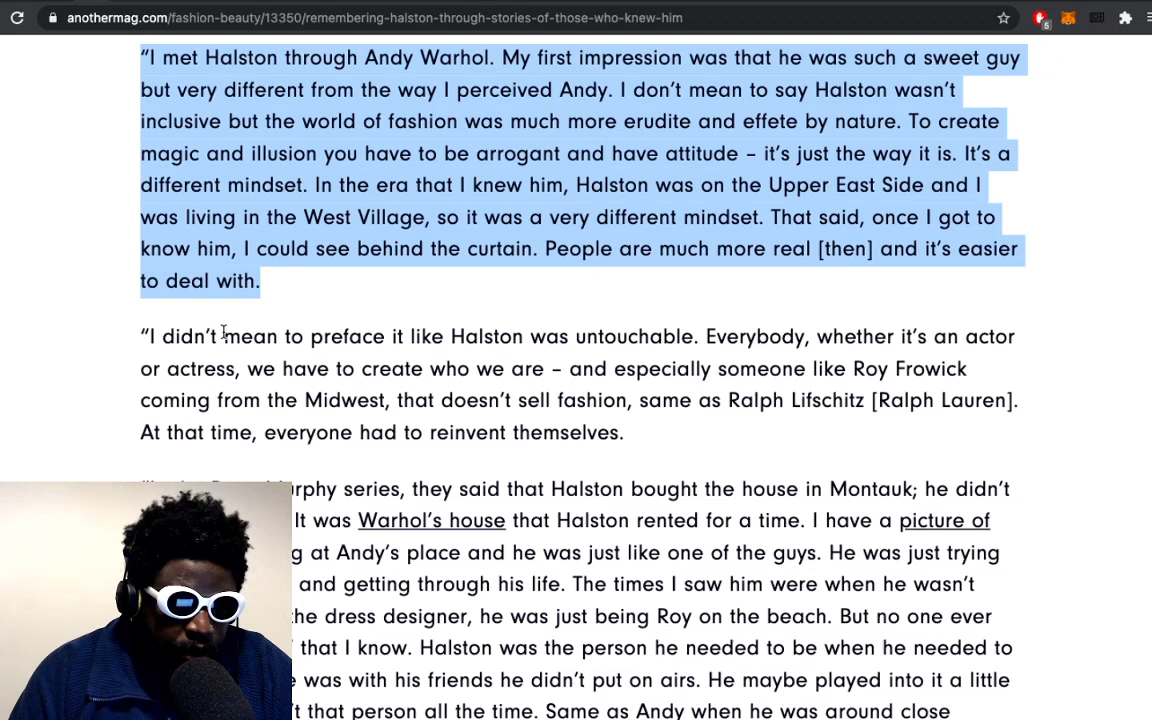 anothermag.com/fashion-beauty/13350/remembering-halston-through-stories-of-those-who-knew-him
6
“I met Halston through Andy Warhol. My first impression was that he was such a sweet guy
but very different from the way I perceived Andy. I don’t mean to say Halston wasn’t
inclusive but the world of fashion was much more erudite and effete by nature. To create
magic and illusion you have to be arrogant and have attitude – it’s just the way it is. It’s a
different mindset. In the era that I knew him, Halston was on the Upper East Side and I
was living in the West Village, so it was a very different mindset. That said, once I got to
know him, I could see behind the curtain. People are much more real [then] and it’s easier
to deal with.
“I didn’t mean to preface it like Halston was untouchable. Everybody, whether it’s an actor
or actress, we have to create who we are – and especially someone like Roy Frowick
coming from the Midwest, that doesn’t sell fashion, same as Ralph Lifschitz [Ralph Lauren].
At that time, everyone had to reinvent themselves.
urphy series, they said that Halston bought the house in Montauk; he didn’t
It was Warhol’s house that Halston rented for a time. I have a picture of
g at Andy’s place and he was just like one of the guys. He was just trying
and getting through his life. The times I saw him were when he wasn’t
the dress designer, he was just being Roy on the beach. But no one ever
that I know. Halston was the person he needed to be when he needed to
was with his friends he didn’t put on airs. He maybe played into it a little
’t that person all the time. Same as Andy when he was around close